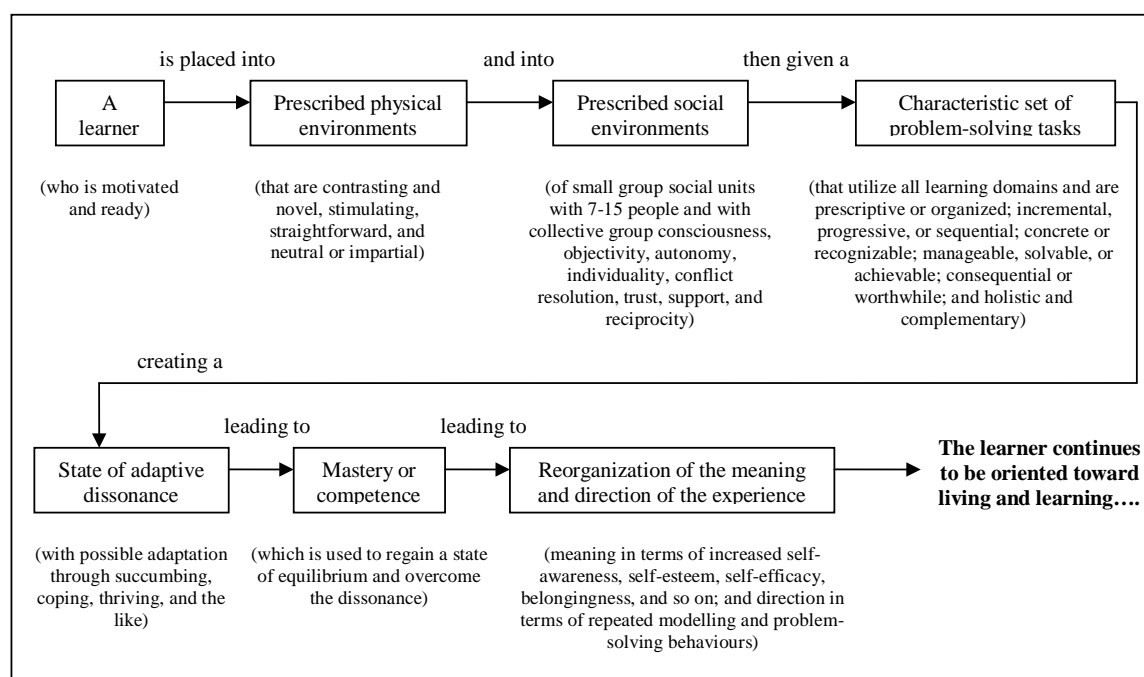 is placed into
and into
then given a
A
learner
Prescribed physical
environments
Prescribed social
environments
Characteristic set of
problem-solving tasks
(who is motivated
and ready)
(that are contrasting and
novel, stimulating,
straightforward, and
neutral or impartial)
(of small group social units
with 7-15 people and with
collective group consciousness,
objectivity, autonomy,
individuality, conflict
resolution, trust, support, and
reciprocity)
(that utilize all learning domains and are
prescriptive or organized; incremental,
progressive, or sequential; concrete or
recognizable; manageable, solvable, or
achievable; consequential or
worthwhile; and holistic and
complementary)
creating a
leading to
leading to
State of adaptive
dissonance
Mastery or
competence
Reorganization of the meaning
and direction of the experience
The learner continues
to be oriented toward
living and learning….
(with possible adaptation
through succumbing,
coping, thriving, and the
like)
(which is used to regain a state
of equilibrium and overcome
the dissonance)
(meaning in terms of increased self-
awareness, self-esteem, self-efficacy,
belongingness, and so on; and direction in
terms of repeated modelling and problem-
solving behaviours)